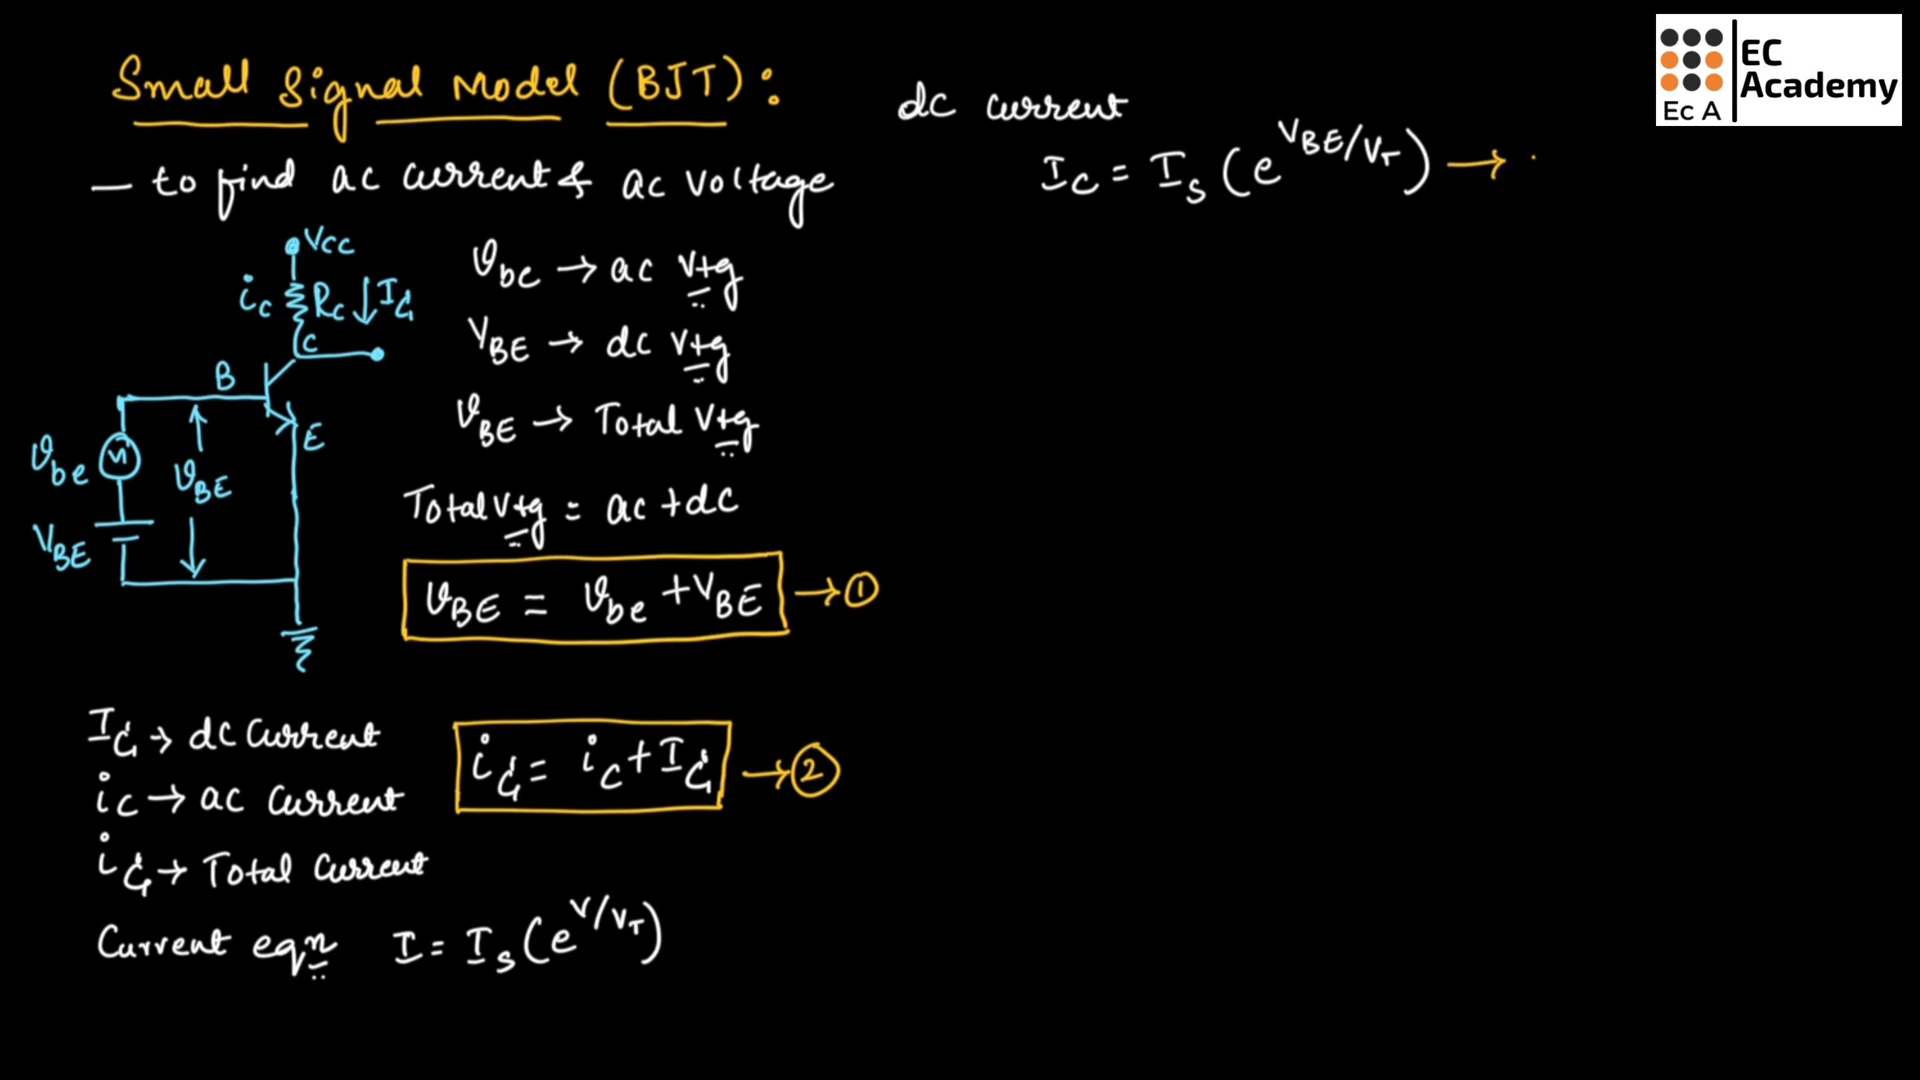 Small Signal Model (BJT) :
— to find ac current & ac voltage
Vcc
ic Rc ↓ IC
C
B
E
vbe
vBE
VBE
vbe → ac Vtg
VBE → dc Vtg
vBE → Total Vtg
Total Vtg = ac + dc
vBE = vbe + VBE → ①
IC → dc Current
ic → ac Current
iC → Total Current
iC = ic + IC → ②
Current eqn I = Is (e^V/VT)
dc current
IC = Is (e^VBE/VT) →
EC
Academy
Ec A